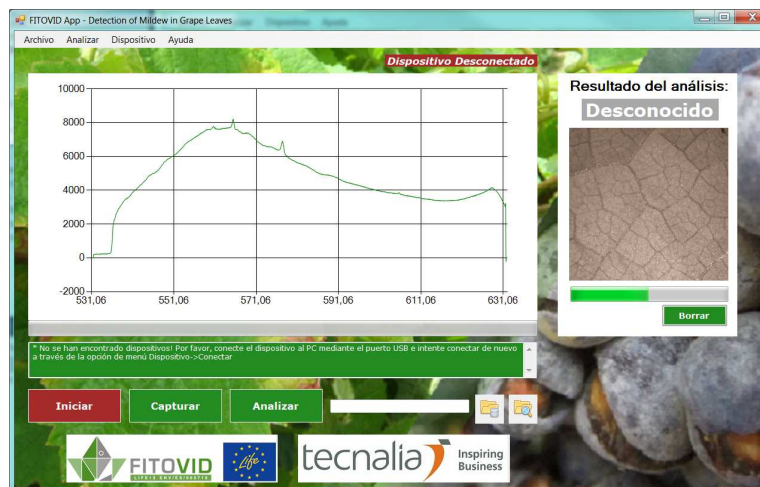 FITOVID App - Detection of Mildew in Grape Leaves
Archivo Analizar Dispositivo Ayuda
Dispositivo Desconectado
10000
8000
6000
4000
2000
0
-2000
531,06 551,06 571,06 591,06 611,06 631,06
Resultado del análisis:
Desconocido
Borrar
* No se han encontrado dispositivos! Por favor, conecte el dispositivo al PC mediante el puerto USB e intente conectar de nuevo
a través de la opción de menú Dispositivo->Conectar
Iniciar Capturar Analizar
FITOVID
Life
tecnalia Inspiring
Business